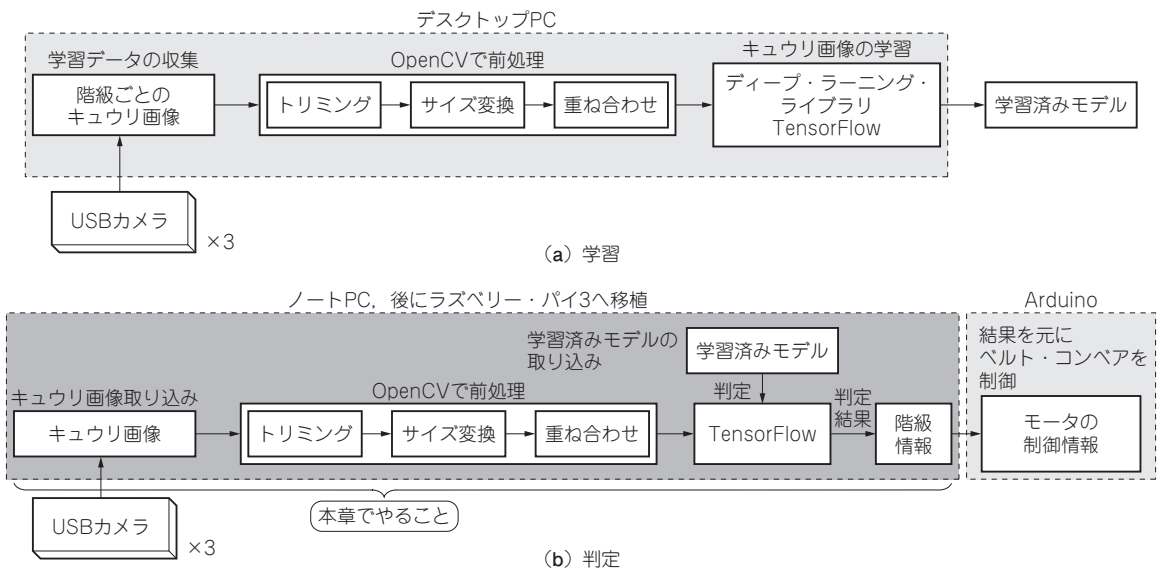 デスクトップPC
学習データの収集
階級ごとの
キュウリ画像
OpenCVで前処理
トリミング
サイズ変換
重ね合わせ
キュウリ画像の学習
ディープ・ラーニング・
ライブラリ
TensorFlow
学習済みモデル
USBカメラ
×3
(a)学習
ノートPC,後にラズベリー・パイ3へ移植
キュウリ画像取り込み
キュウリ画像
OpenCVで前処理
トリミング
サイズ変換
重ね合わせ
学習済みモデルの
取り込み
学習済みモデル
判定
TensorFlow
判定
結果
階級
情報
Arduino
結果を元に
ベルト・コンベアを
制御
モータの
制御情報
USBカメラ
×3
本章でやること
(b)判定